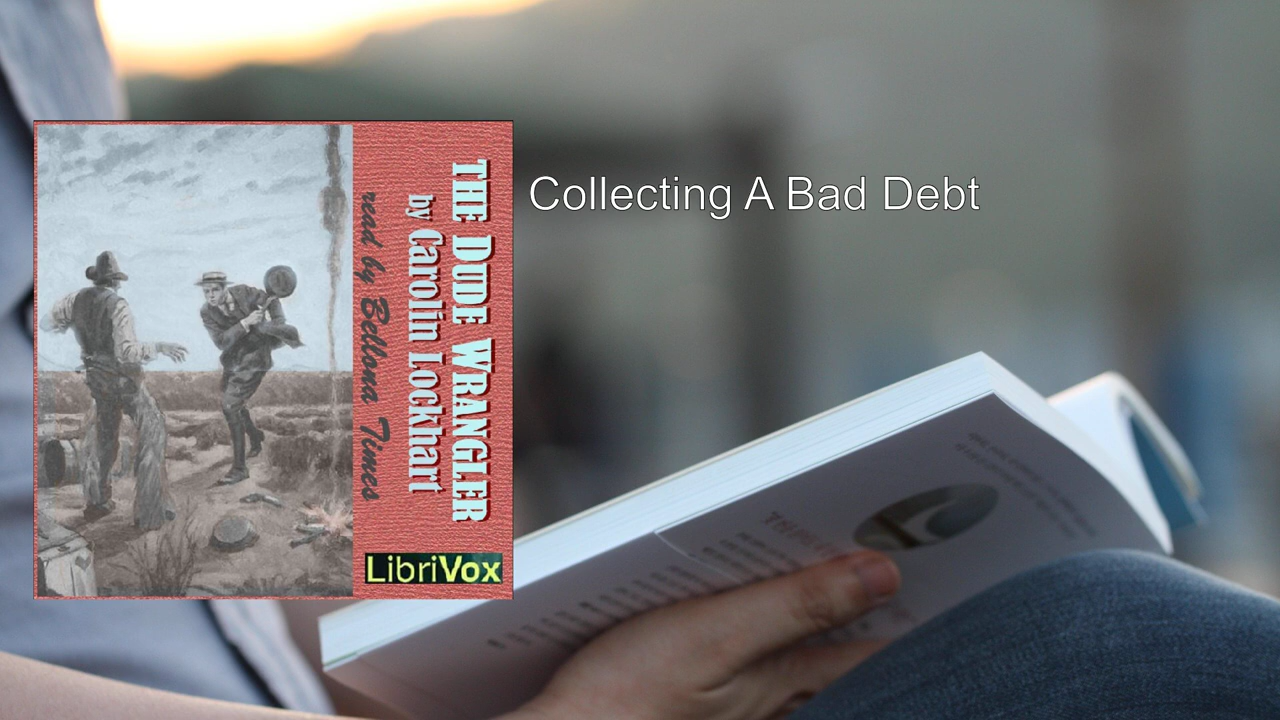 THE DUDE WRANGLER
by Carolin Lockhart
read by Bellona Times
LibriVox
Collecting A Bad Debt